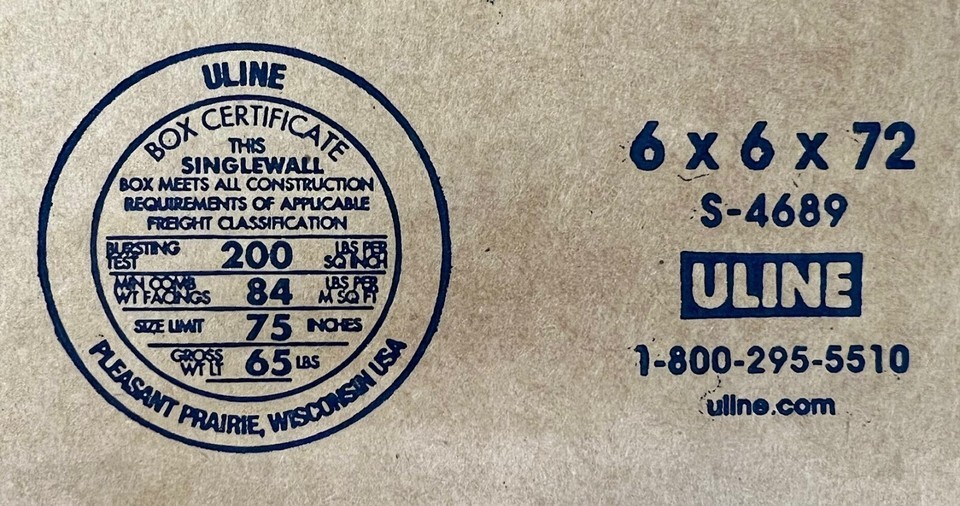 ULINE
BOX CERTIFICATE
THIS
SINGLEWALL
BOX MEETS ALL CONSTRUCTION
REQUIREMENTS OF APPLICABLE
FREIGHT CLASSIFICATION
BURSTING TEST 200 LBS PER SQ INCH
MIN COMB WT FACINGS 84 LBS PER M SQ FT
SIZE LIMIT 75 INCHES
GROSS WT LT 65 LBS
PLEASANT PRAIRIE, WISCONSIN USA
6 x 6 x 72
S-4689
ULINE
1-800-295-5510
uline.com